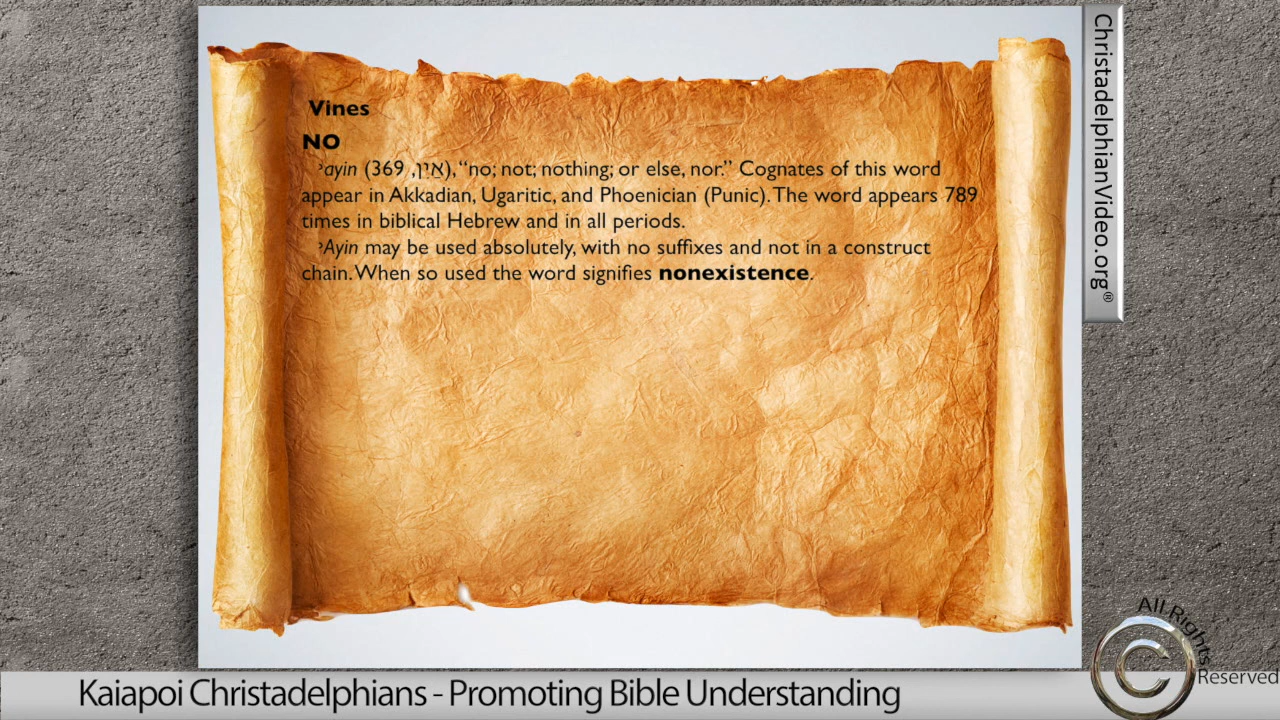 Vines
NO
ʾayin (אַיִן, 369), “no; not; nothing; or else, nor.” Cognates of this word
appear in Akkadian, Ugaritic, and Phoenician (Punic). The word appears 789
times in biblical Hebrew and in all periods.
ʾAyin may be used absolutely, with no suffixes and not in a construct
chain. When so used the word signifies nonexistence.
ChristadelphianVideo.org®
All Rights
Reserved
Kaiapoi Christadelphians - Promoting Bible Understanding